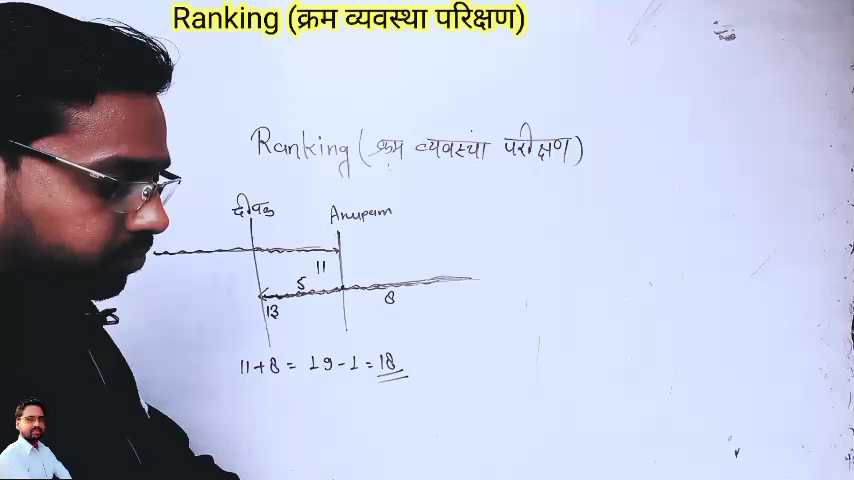 Ranking (क्रम व्यवस्था परिक्षण)
Ranking (क्रम व्यवस्था परीक्षण)
दीपक Anupam
11
5 8
13
11+8 = 19-1 = 18